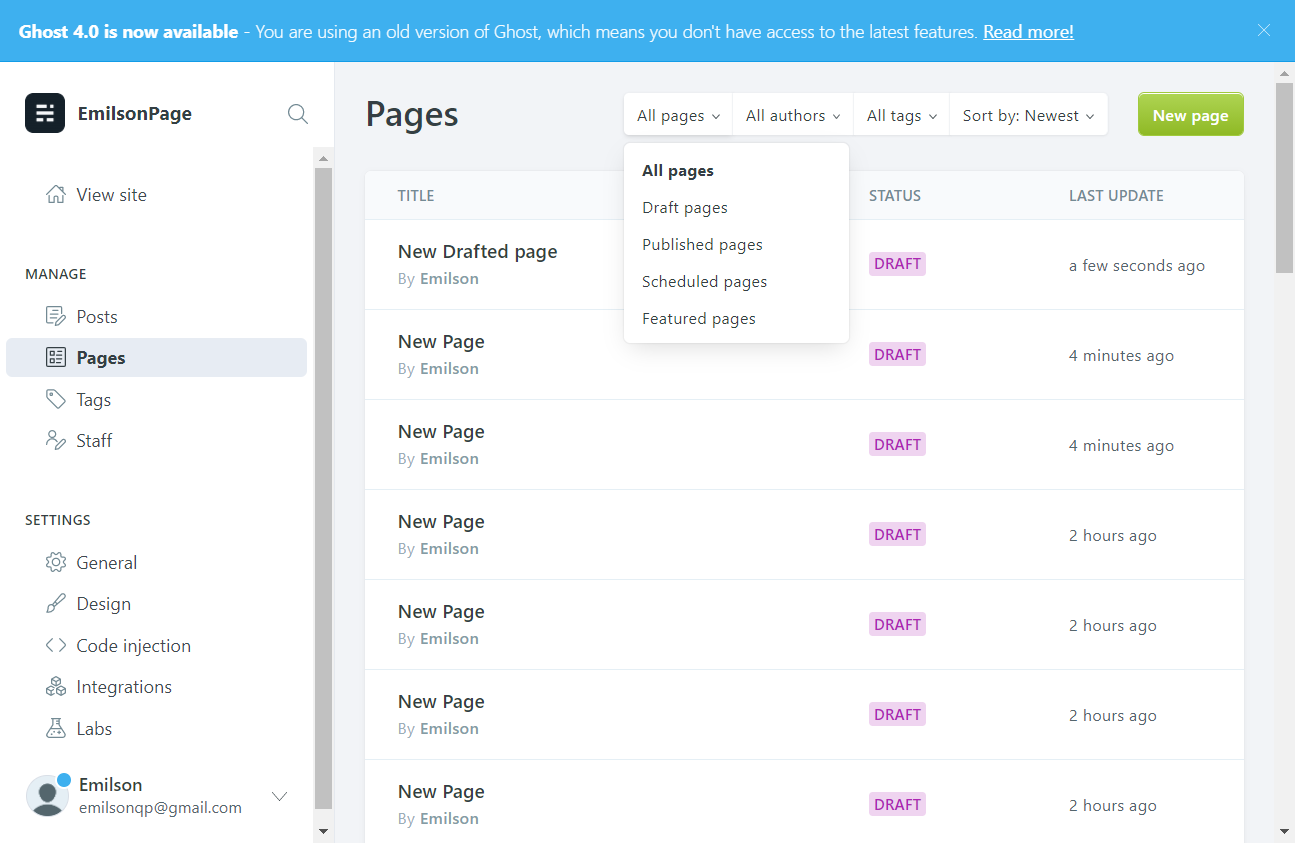 Ghost 4.0 is now available - You are using an old version of Ghost, which means you don't have access to the latest features. Read more!
EmilsonPage
View site
MANAGE
Posts
Pages
Tags
Staff
SETTINGS
General
Design
Code injection
Integrations
Labs
Emilson
emilsonqp@gmail.com
Pages
All pages
All authors
All tags
Sort by: Newest
New page
All pages
Draft pages
Published pages
Scheduled pages
Featured pages
TITLE STATUS LAST UPDATE
New Drafted page
By Emilson
DRAFT
a few seconds ago
New Page
By Emilson
DRAFT
4 minutes ago
New Page
By Emilson
DRAFT
4 minutes ago
New Page
By Emilson
DRAFT
2 hours ago
New Page
By Emilson
DRAFT
2 hours ago
New Page
By Emilson
DRAFT
2 hours ago
New Page
By Emilson
DRAFT
2 hours ago